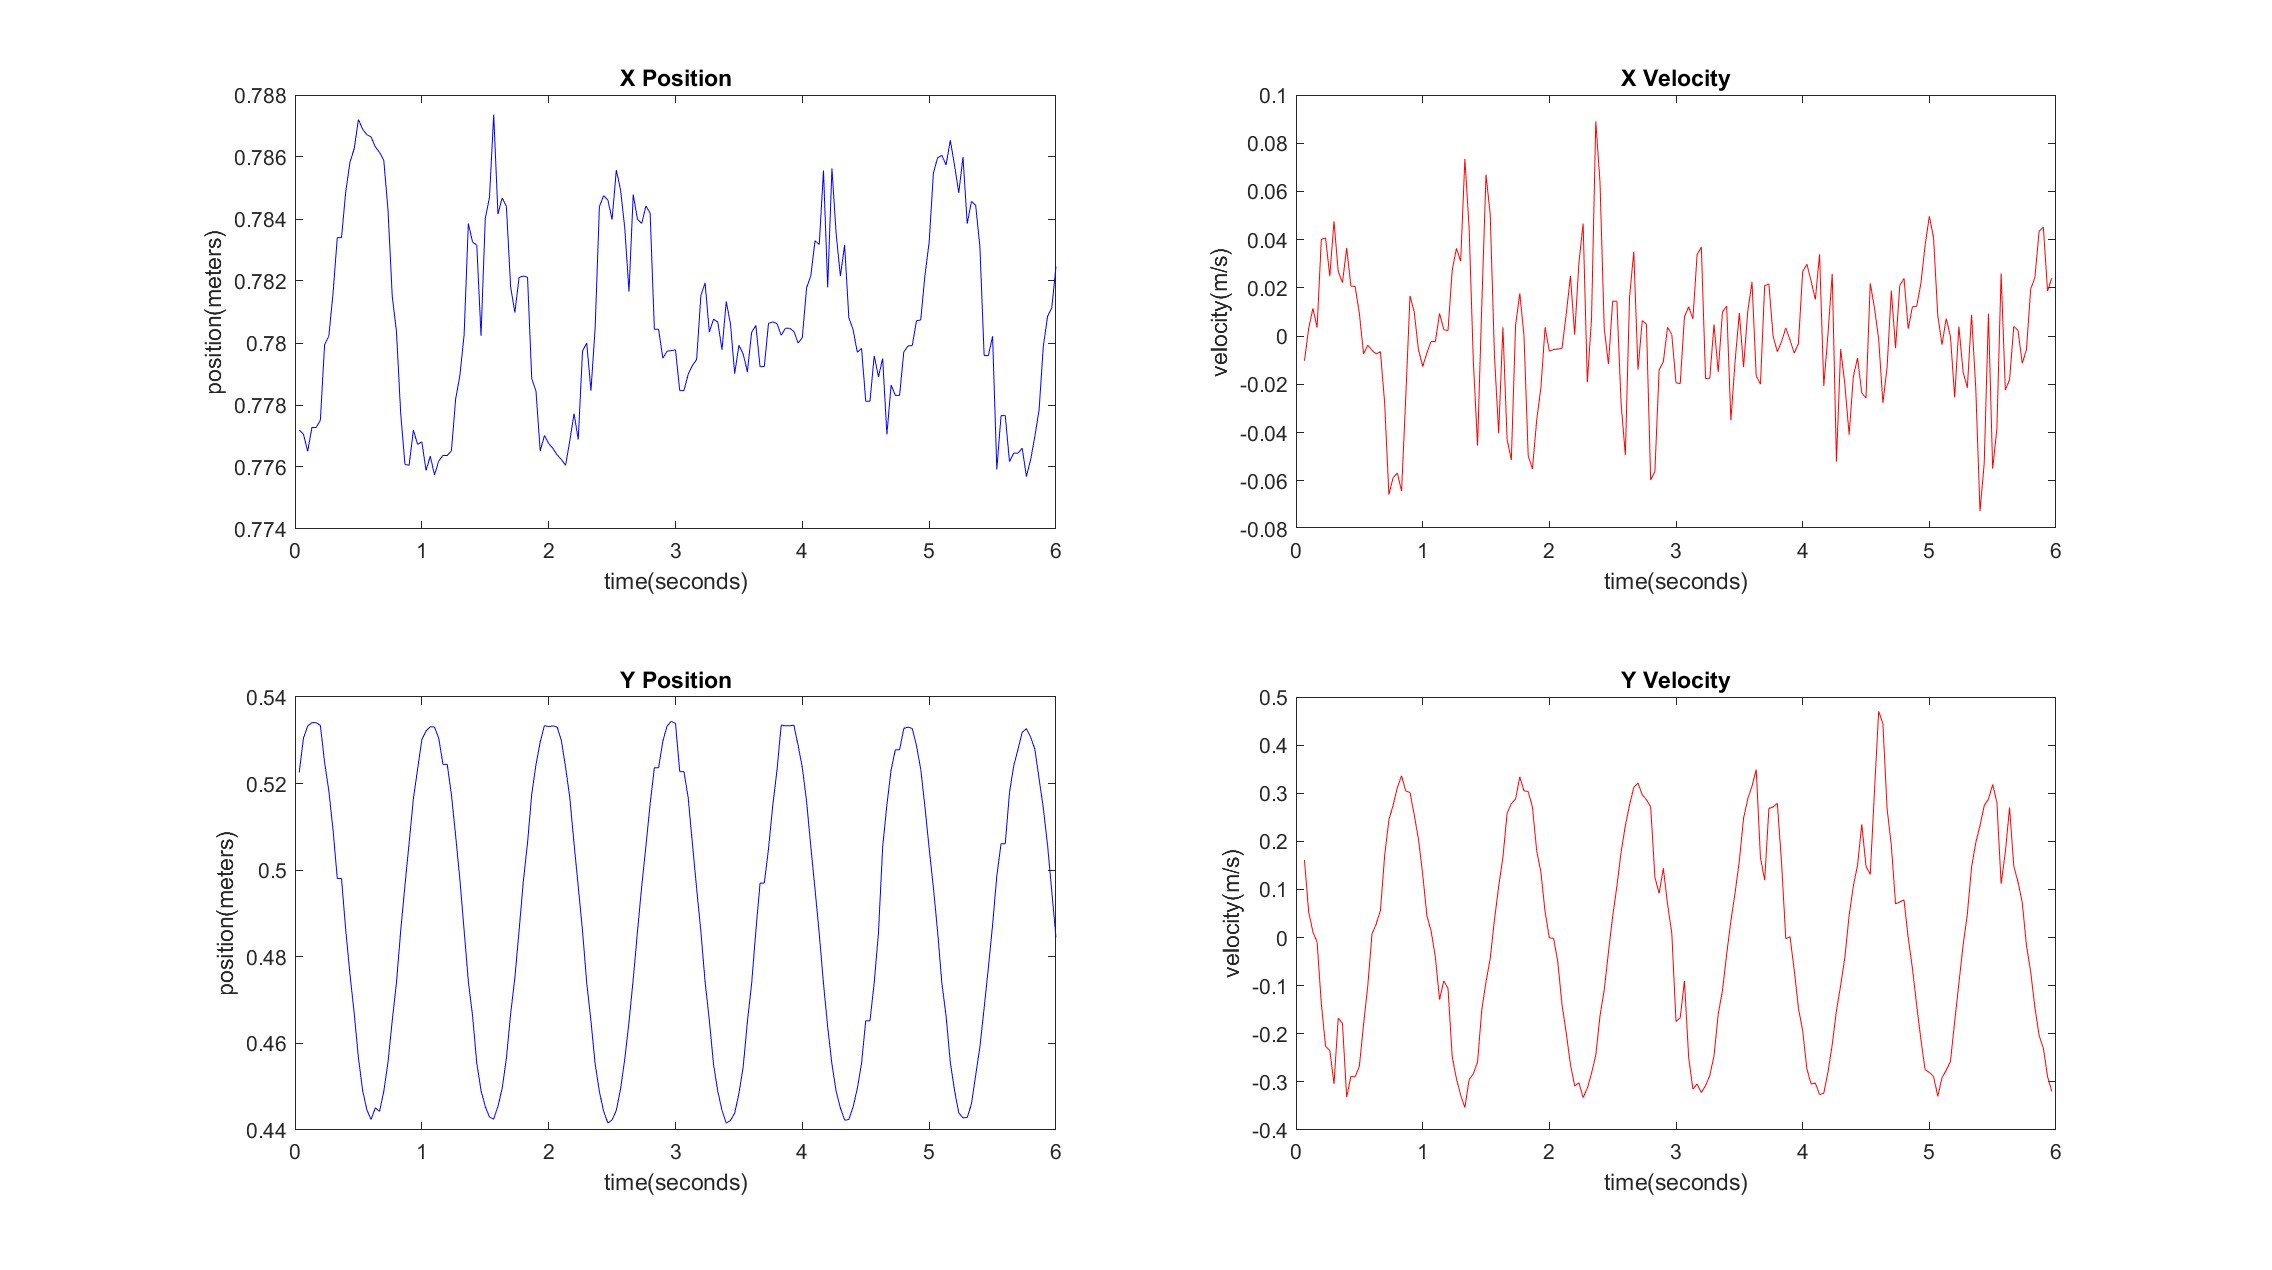 X Position
0.788
0.786
0.784
0.782
0.78
0.778
0.776
0.774
position(meters)
0 1 2 3 4 5 6
time(seconds)
X Velocity
0.1
0.08
0.06
0.04
0.02
0
-0.02
-0.04
-0.06
-0.08
velocity(m/s)
0 1 2 3 4 5 6
time(seconds)
Y Position
0.54
0.52
0.5
0.48
0.46
0.44
position(meters)
0 1 2 3 4 5 6
time(seconds)
Y Velocity
0.5
0.4
0.3
0.2
0.1
0
-0.1
-0.2
-0.3
-0.4
velocity(m/s)
0 1 2 3 4 5 6
time(seconds)